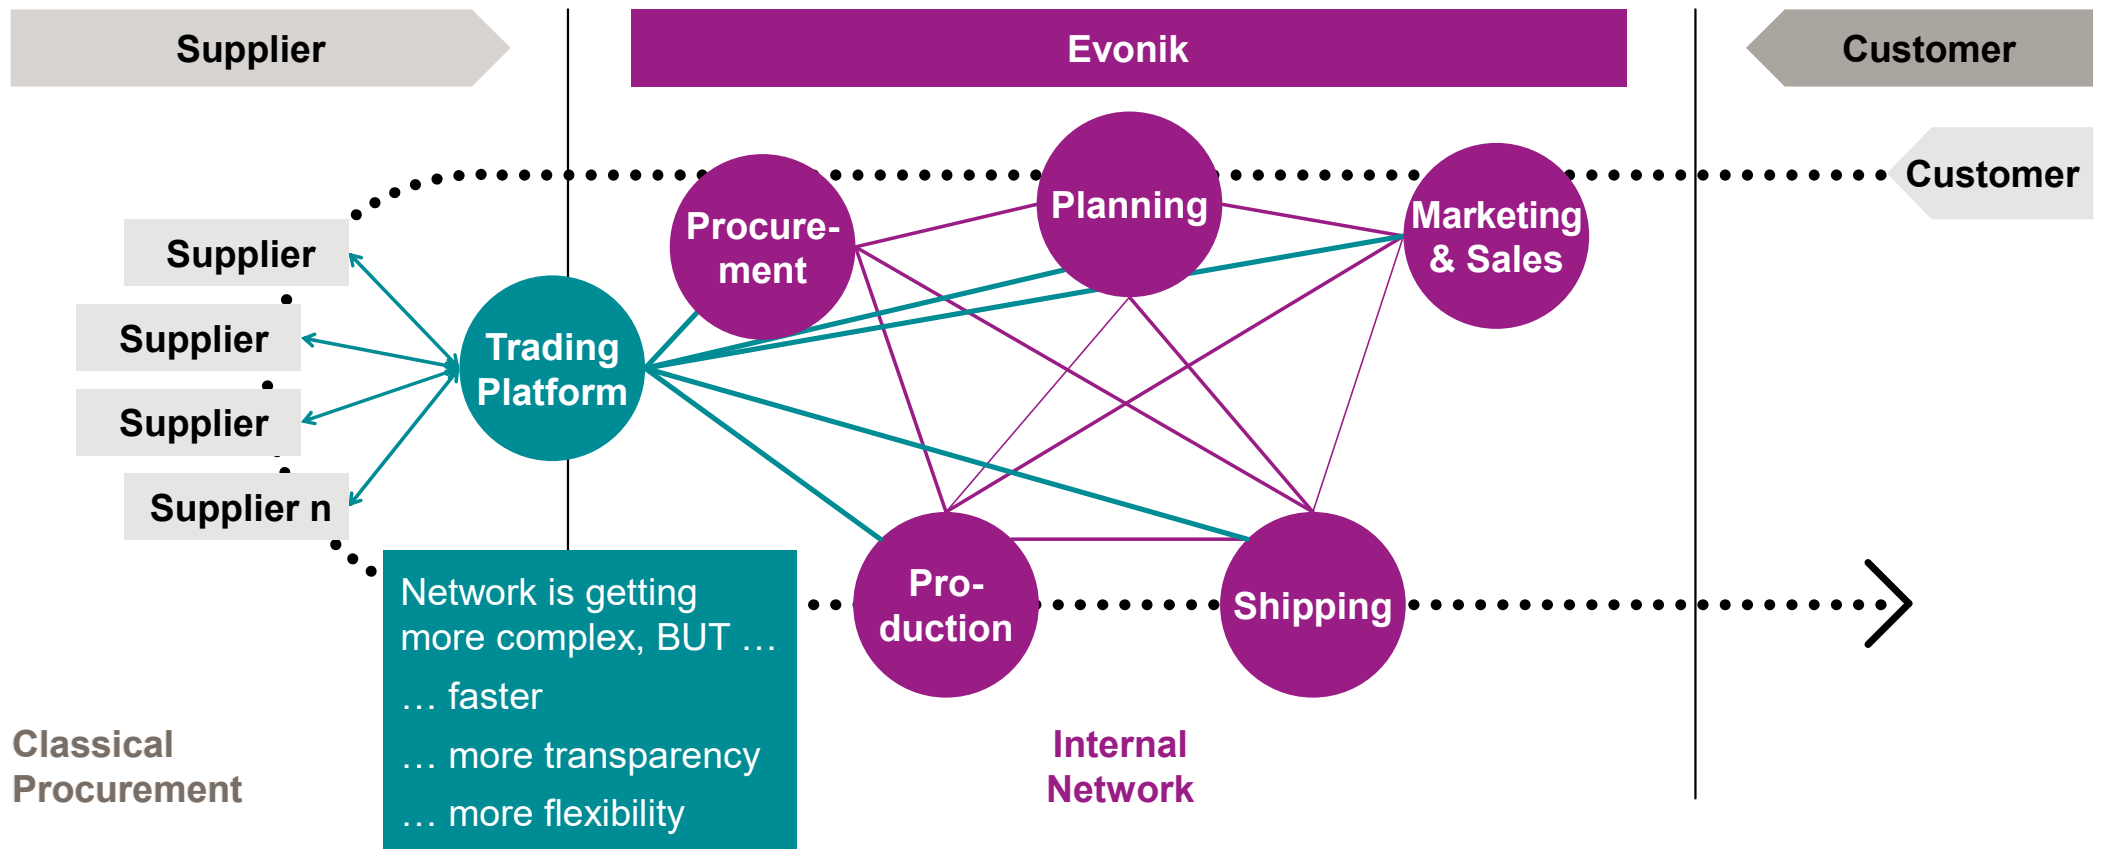 Supplier
Evonik
Customer
Customer
Procure-
ment
Planning
Marketing
& Sales
Supplier
Supplier
Supplier
Supplier n
Trading
Platform
Pro-
duction
Shipping
Network is getting
more complex, BUT …
… faster
… more transparency
… more flexibility
Classical
Procurement
Internal
Network